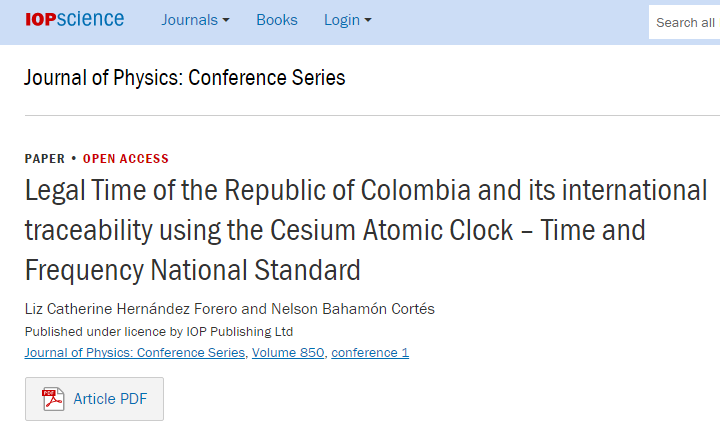 IOPscience Journals Books Login Search all
Journal of Physics: Conference Series
PAPER • OPEN ACCESS
Legal Time of the Republic of Colombia and its international
traceability using the Cesium Atomic Clock – Time and
Frequency National Standard
Liz Catherine Hernández Forero and Nelson Bahamón Cortés
Published under licence by IOP Publishing Ltd
Journal of Physics: Conference Series, Volume 850, conference 1
PDF Article PDF